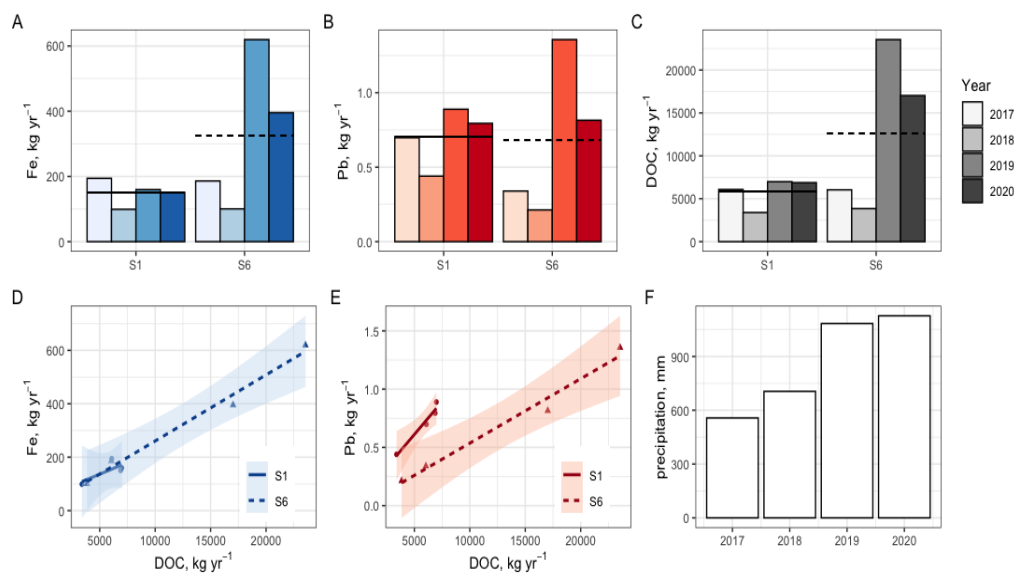 A
Fe, kg yr⁻¹
600
400
200
0
S1
S6
B
Pb, kg yr⁻¹
1.0
0.5
0.0
S1
S6
C
DOC, kg yr⁻¹
20000
15000
10000
5000
0
S1
S6
Year
2017
2018
2019
2020
D
Fe, kg yr⁻¹
600
400
200
0
5000
10000
15000
20000
DOC, kg yr⁻¹
S1
S6
E
Pb, kg yr⁻¹
1.5
1.0
0.5
0.0
5000
10000
15000
20000
DOC, kg yr⁻¹
S1
S6
F
precipitation, mm
900
600
300
0
2017
2018
2019
2020